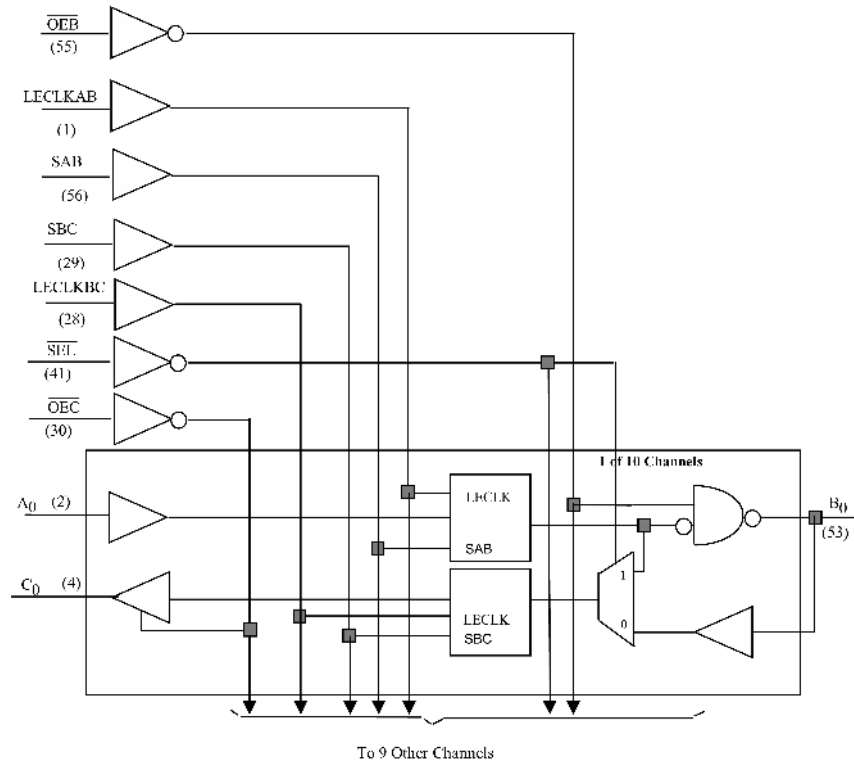 OEB
(55)
LECLKAB
(1)
SAB
(56)
SBC
(29)
LECLKBC
(28)
SEL
(41)
OEC
(30)
1 of 10 Channels
A0 (2)
LECLK
SAB
B0
(53)
C0 (4)
LECLK
SBC
1
0
To 9 Other Channels